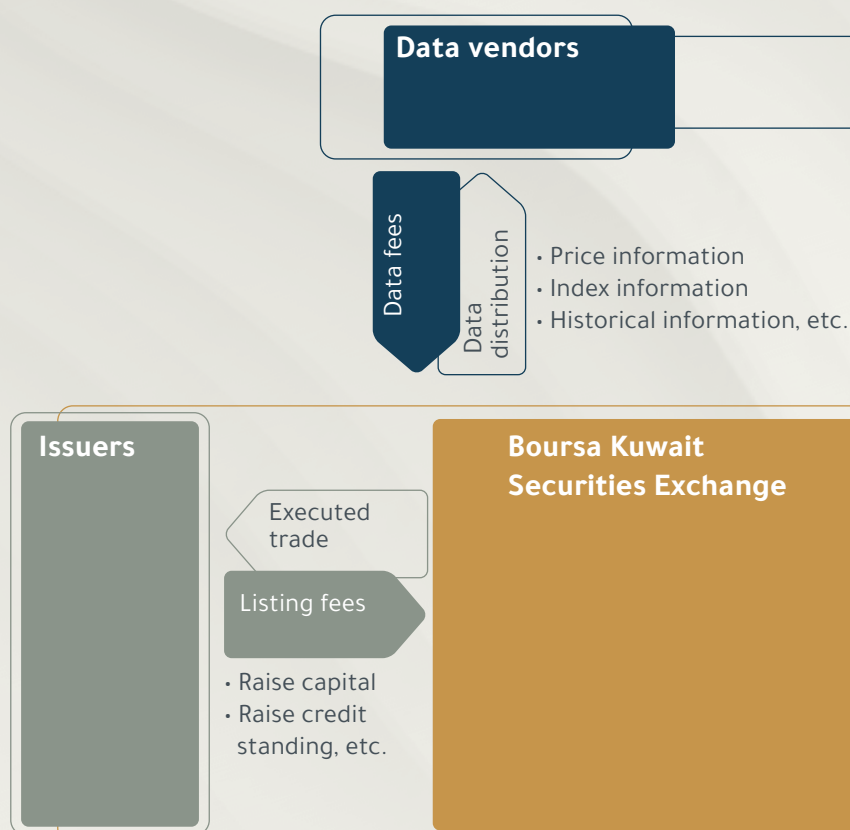 Data vendors
Data fees
Data
distribution
• Price information
• Index information
• Historical information, etc.
Issuers
Boursa Kuwait
Securities Exchange
Executed
trade
Listing fees
• Raise capital
• Raise credit
standing, etc.